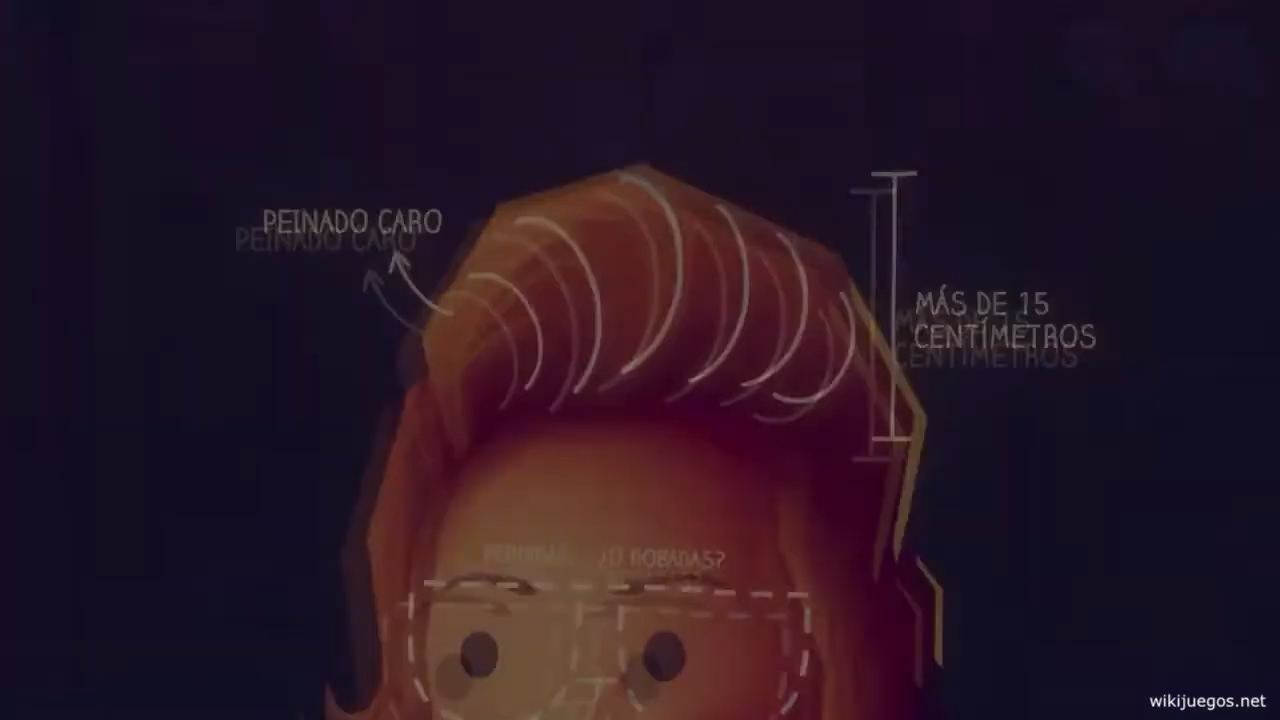 PEINADO CARO
MÁS DE 15
CENTÍMETROS
¿O ROBADAS?
wikijuegos.net